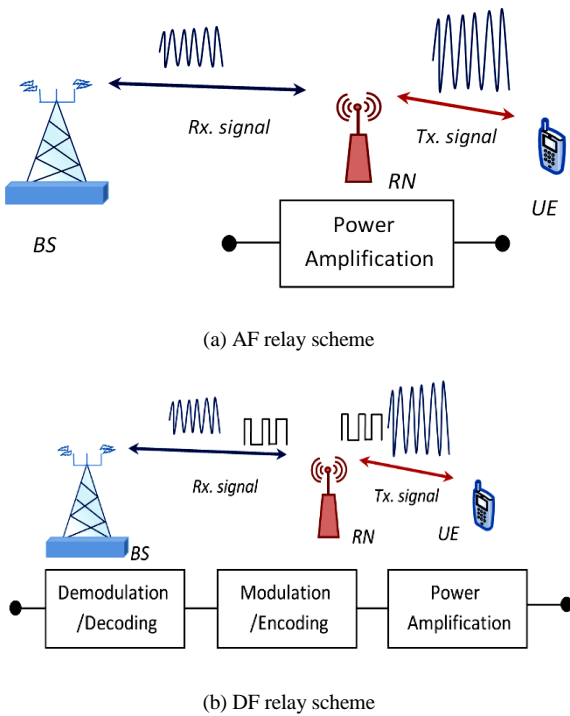 Rx. signal
Tx. signal
RN
UE
BS
Power
Amplification
(a) AF relay scheme
Rx. signal
Tx. signal
BS
RN
UE
Demodulation
/Decoding
Modulation
/Encoding
Power
Amplification
(b) DF relay scheme